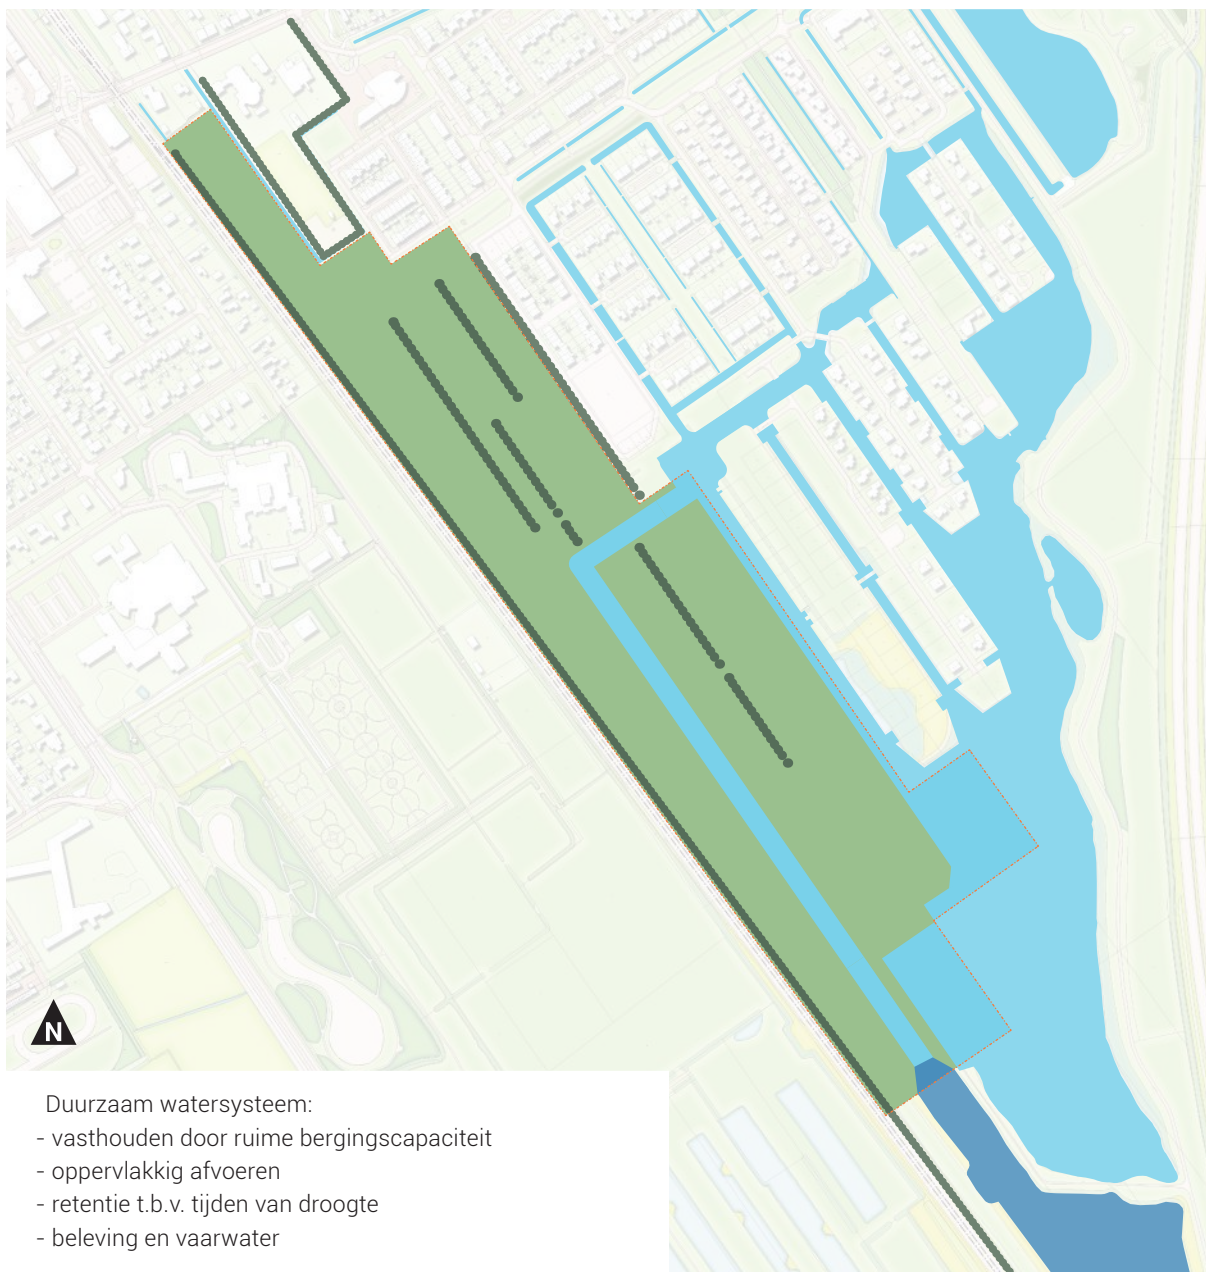 N
Duurzaam watersysteem:
- vasthouden door ruime bergingscapaciteit
- oppervlakkig afvoeren
- retentie t.b.v. tijden van droogte
- beleving en vaarwater